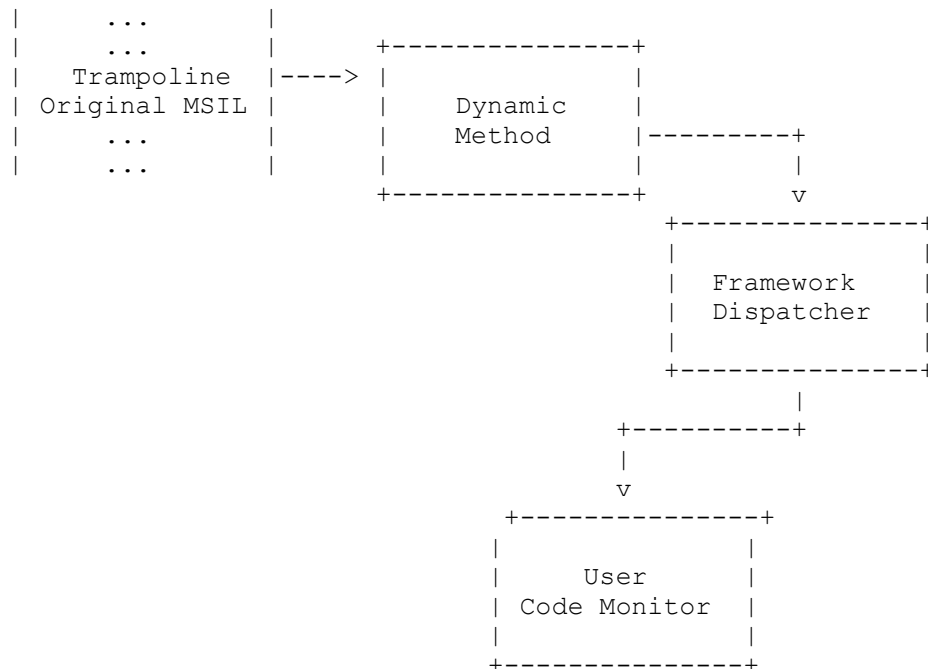 ...
...
Trampoline
Original MSIL
...
...
Dynamic
Method
v
Framework
Dispatcher
v
User
Code Monitor